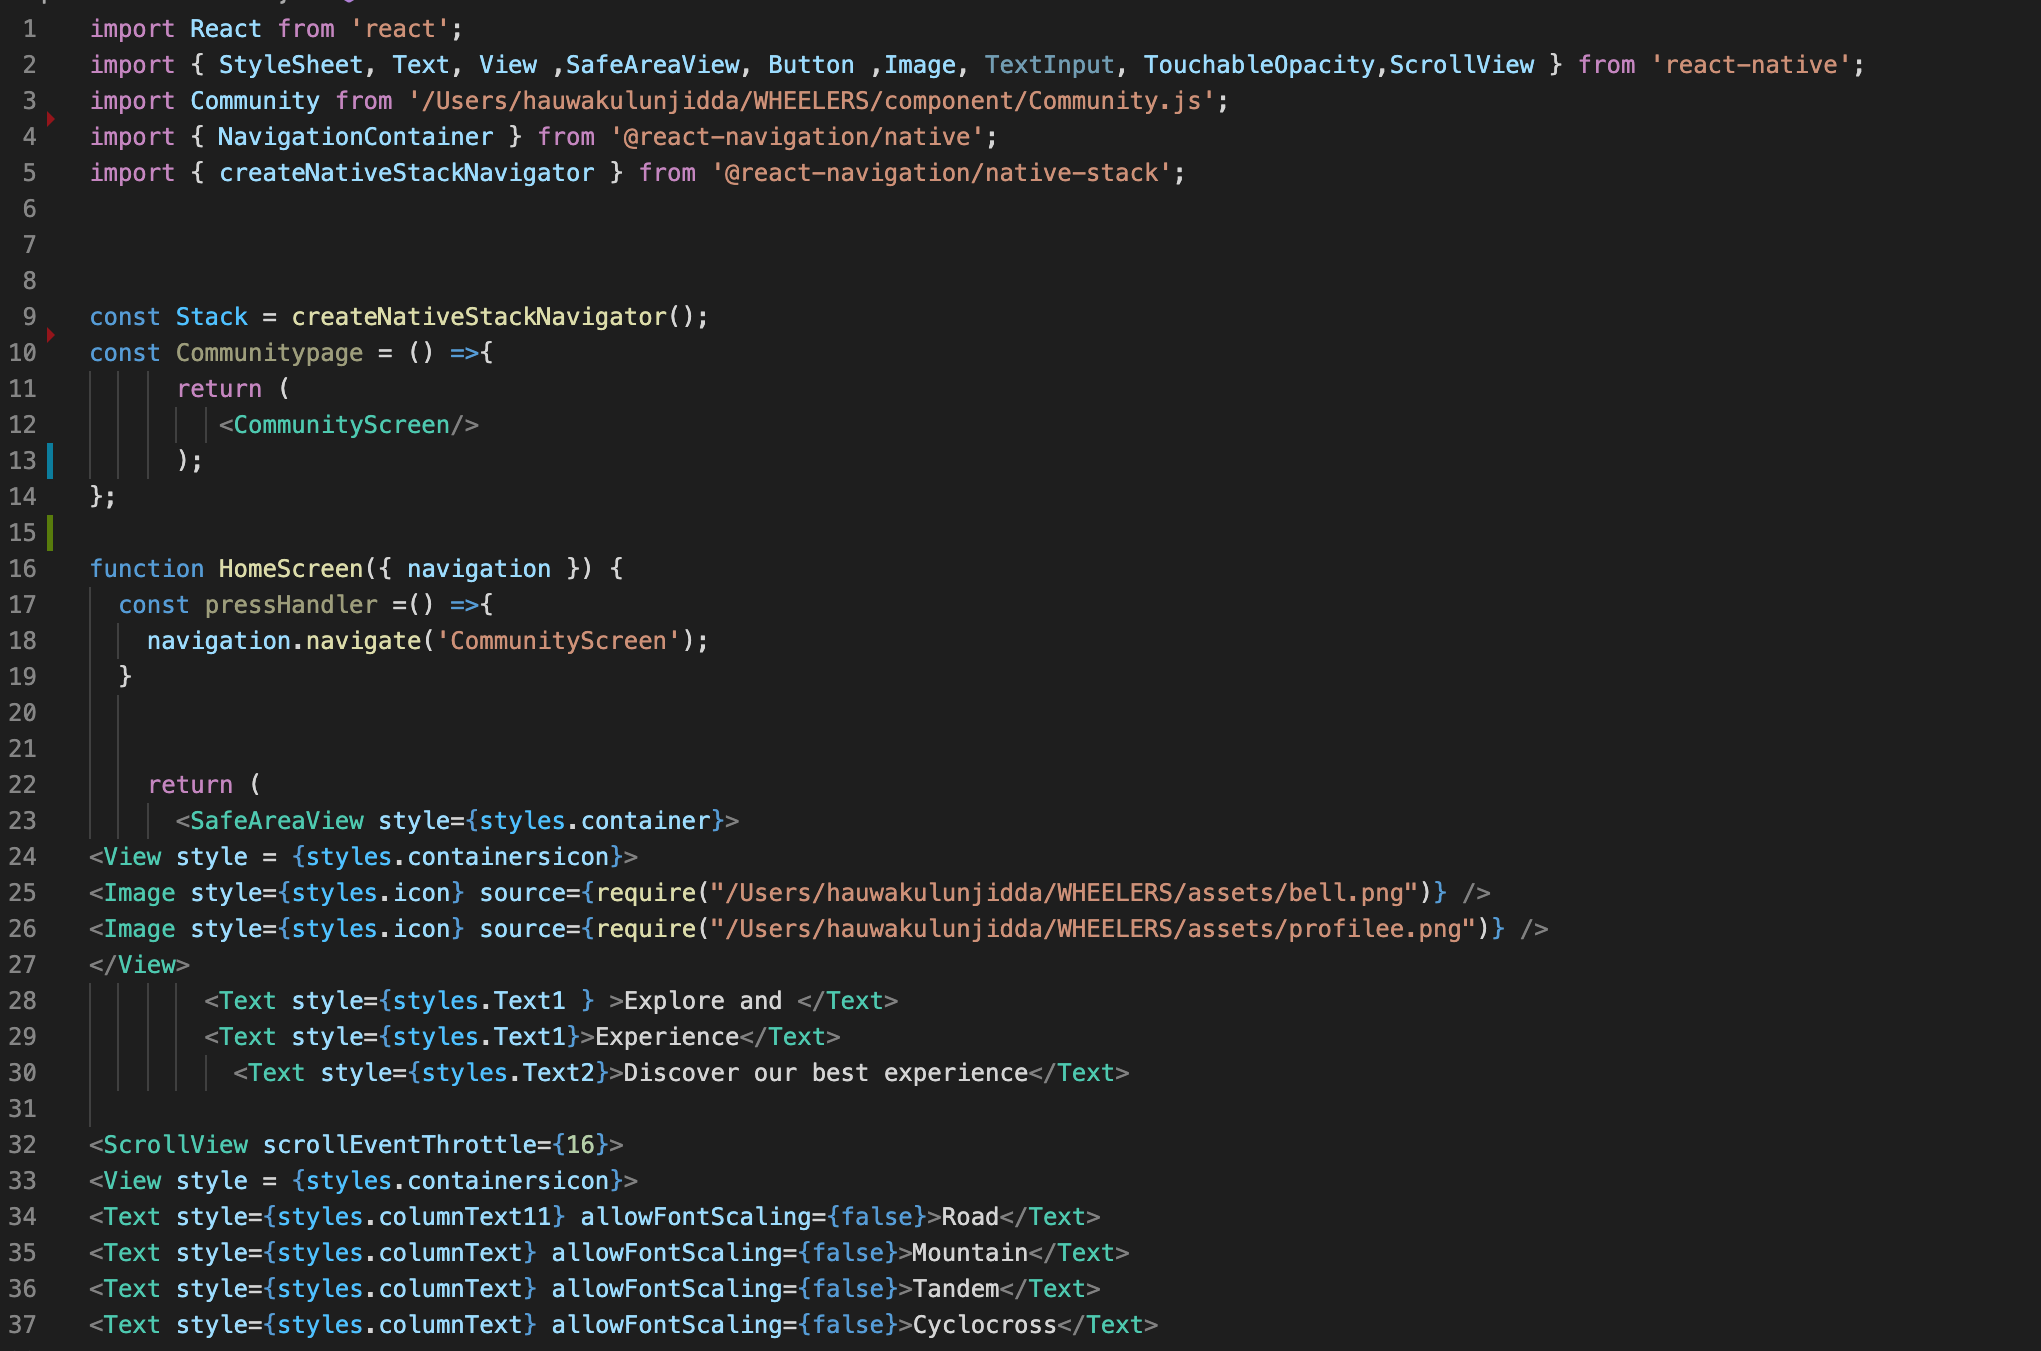 1 import React from 'react';
2 import { StyleSheet, Text, View ,SafeAreaView, Button ,Image, TextInput, TouchableOpacity,ScrollView } from 'react-native';
3 import Community from '/Users/hauwakulunjidda/WHEELERS/component/Community.js';
4 import { NavigationContainer } from '@react-navigation/native';
5 import { createNativeStackNavigator } from '@react-navigation/native-stack';
6
7
8
9 const Stack = createNativeStackNavigator();
10 const Communitypage = () =>{
11       return (
12          <CommunityScreen/>
13       );
14 };
15
16 function HomeScreen({ navigation }) {
17   const pressHandler =() =>{
18     navigation.navigate('CommunityScreen');
19   }
20
21
22     return (
23       <SafeAreaView style={styles.container}>
24 <View style = {styles.containersicon}>
25 <Image style={styles.icon} source={require("/Users/hauwakulunjidda/WHEELERS/assets/bell.png")} />
26 <Image style={styles.icon} source={require("/Users/hauwakulunjidda/WHEELERS/assets/profilee.png")} />
27 </View>
28         <Text style={styles.Text1 } >Explore and </Text>
29         <Text style={styles.Text1}>Experience</Text>
30           <Text style={styles.Text2}>Discover our best experience</Text>
31
32 <ScrollView scrollEventThrottle={16}>
33 <View style = {styles.containersicon}>
34 <Text style={styles.columnText11} allowFontScaling={false}>Road</Text>
35 <Text style={styles.columnText} allowFontScaling={false}>Mountain</Text>
36 <Text style={styles.columnText} allowFontScaling={false}>Tandem</Text>
37 <Text style={styles.columnText} allowFontScaling={false}>Cyclocross</Text>